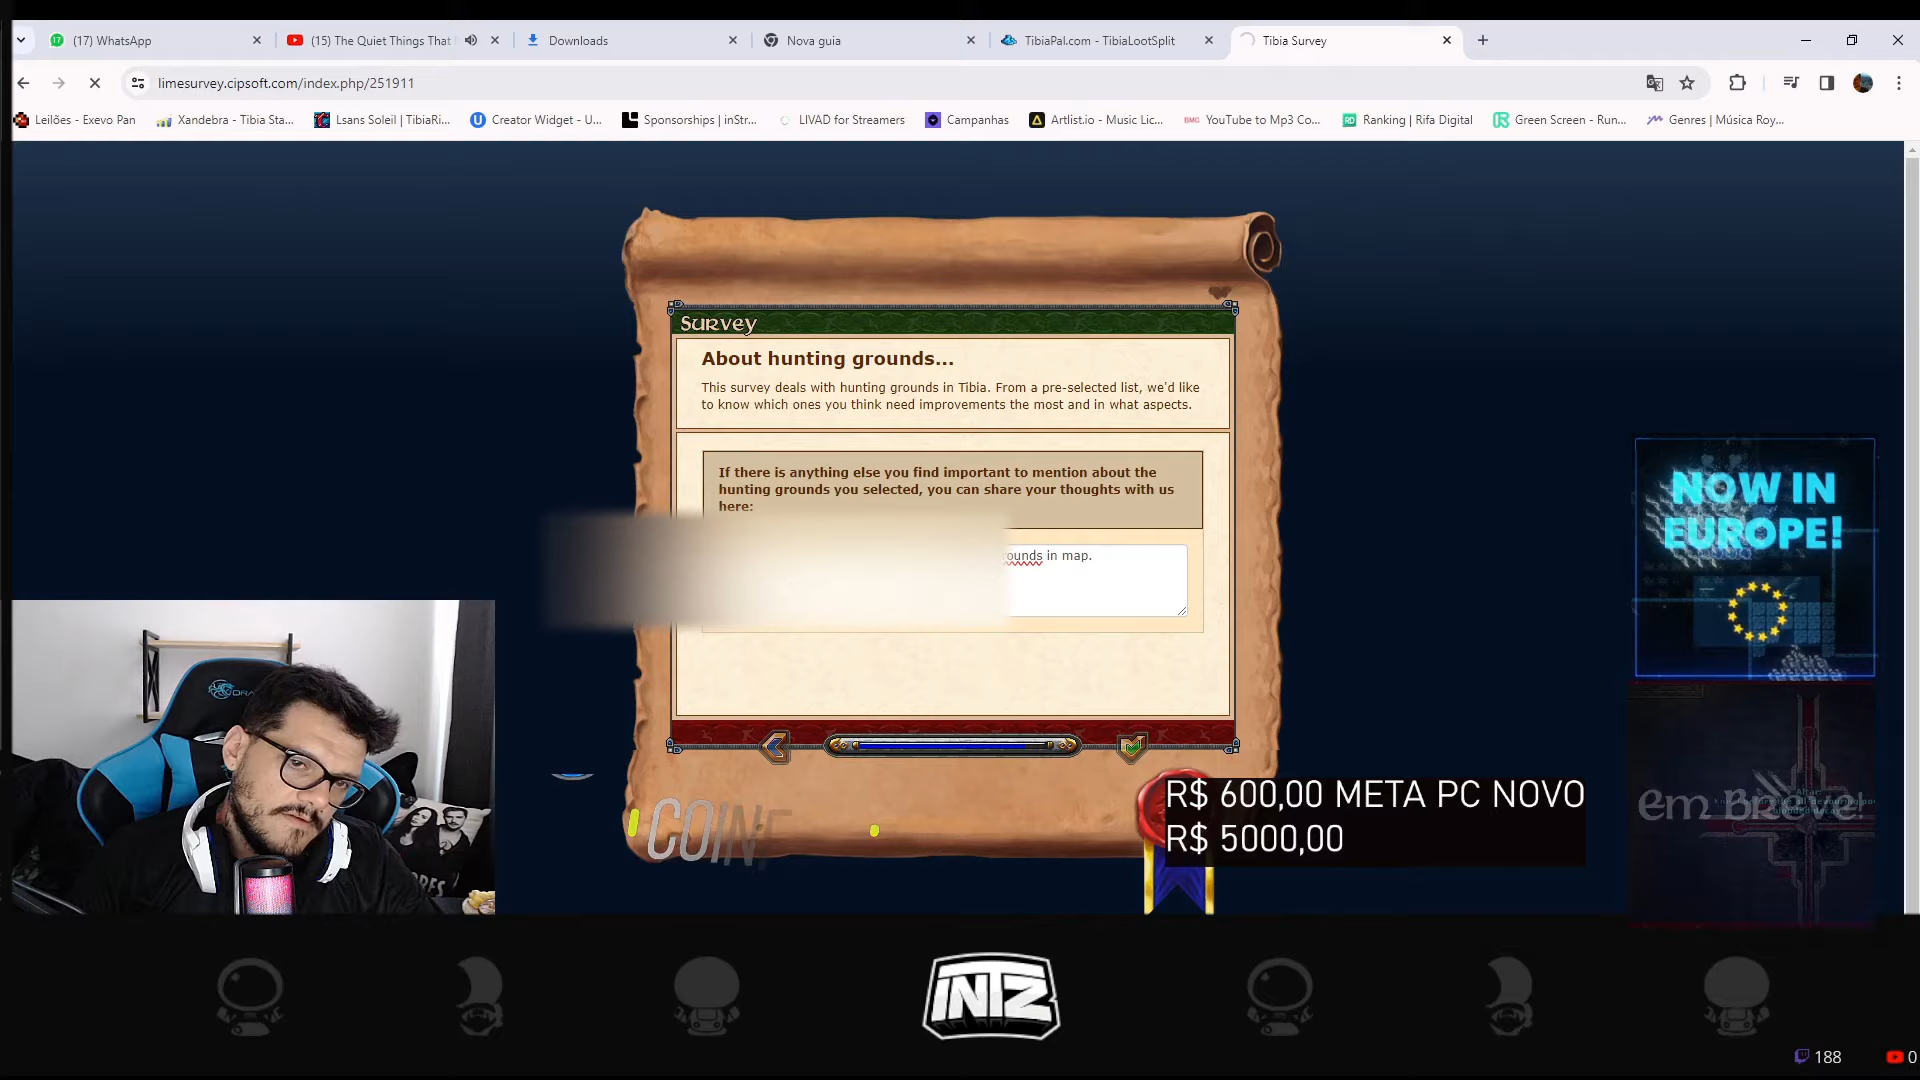 (17) WhatsApp
(15) The Quiet Things That
Downloads
Nova guia
TibiaPal.com - TibiaLootSplit
Tibia Survey
limesurvey.cipsoft.com/index.php/251911
Leilões - Exevo Pan
Xandebra - Tibia Sta...
Lsans Soleil | TibiaRi...
Creator Widget - U...
Sponsorships | inStr...
LIVAD for Streamers
Campanhas
Artlist.io - Music Lic...
BMC
YouTube to Mp3 Co...
RD
Ranking | Rifa Digital
Green Screen - Run...
Genres | Música Roy...
Survey
About hunting grounds...
This survey deals with hunting grounds in Tibia. From a pre-selected list, we'd like
to know which ones you think need improvements the most and in what aspects.
If there is anything else you find important to mention about the
hunting grounds you selected, you can share your thoughts with us
here:
rounds in map.
NOW IN
EUROPE!
R$ 600,00 META PC NOVO
R$ 5000,00
INTZ
188
0